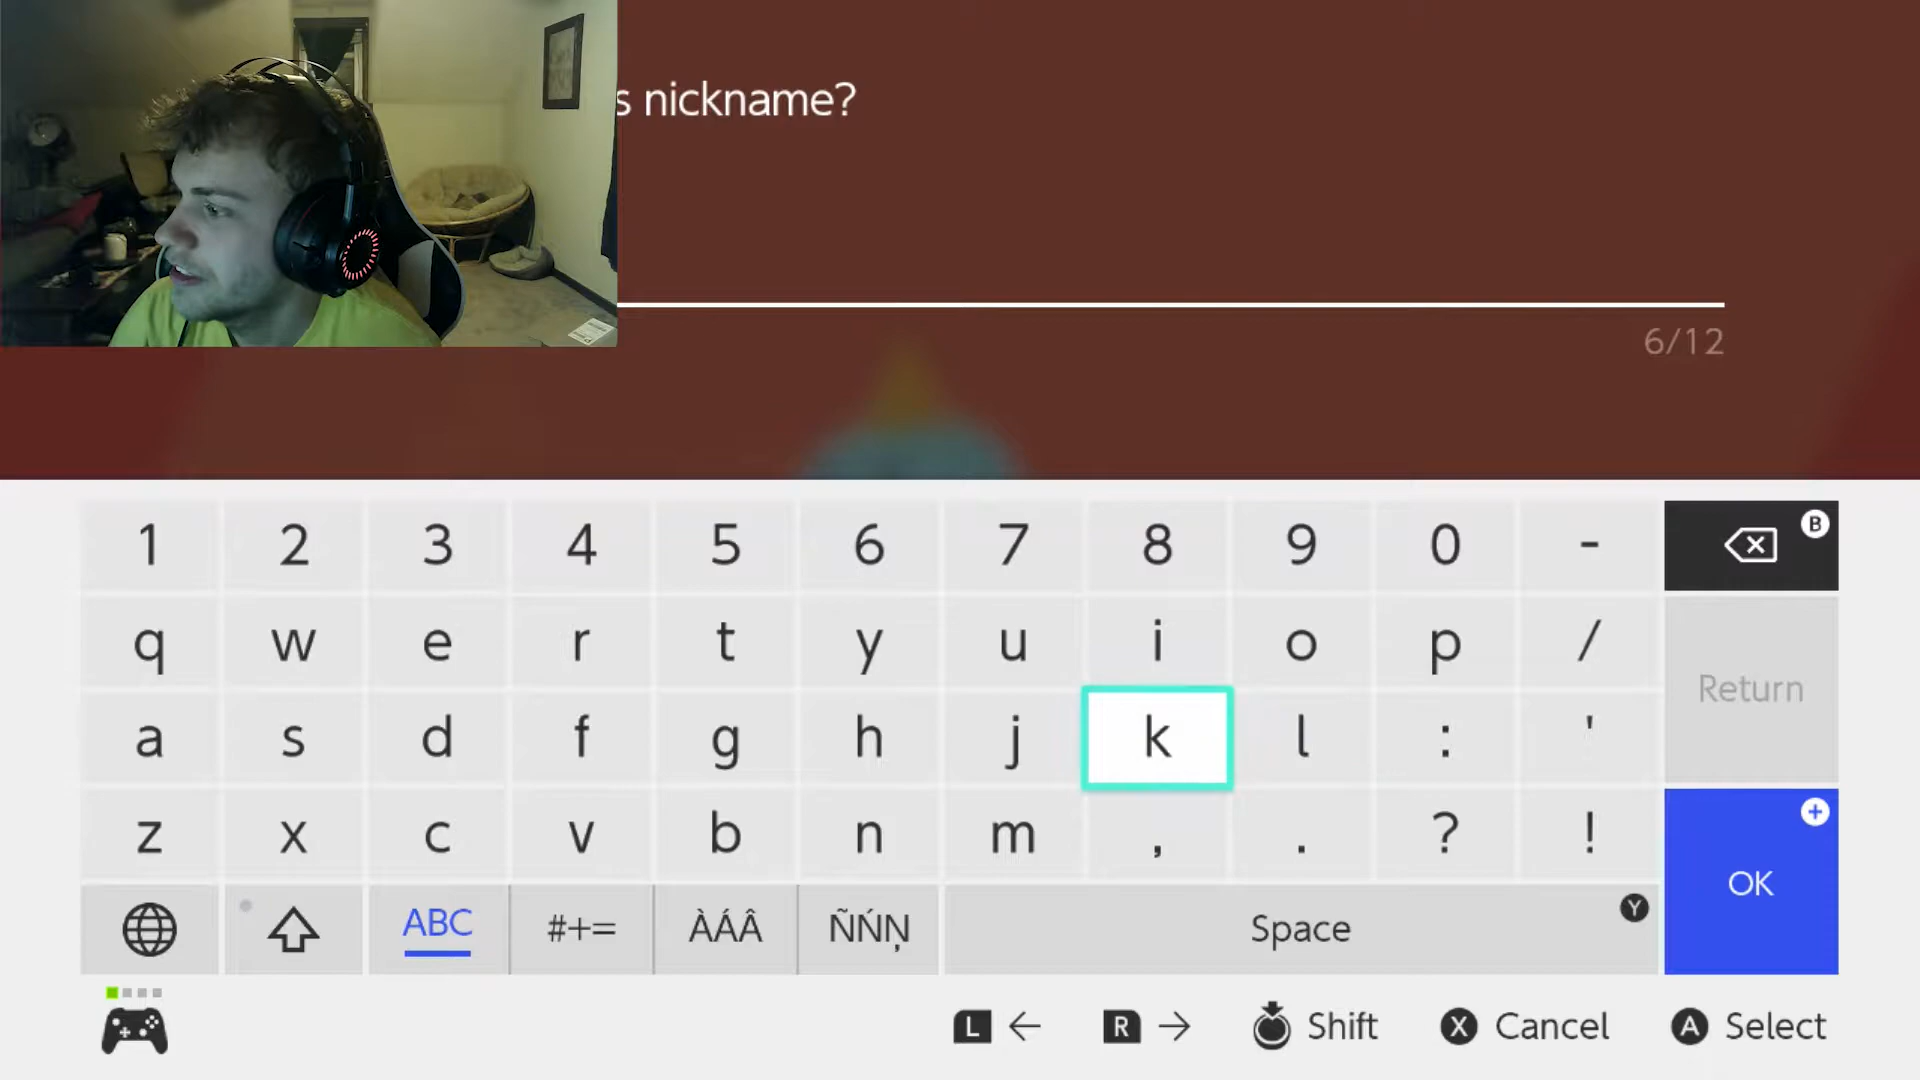 s nickname?
6/12
1 2 3 4 5 6 7 8 9 0 - B
q w e r t y u i o p /
Return
a s d f g h j k l : '
z x c v b n m , . ? ! +
OK
ABC #+= ÀÁÂ ÑŃŅ Space Y
L ← R → Shift X Cancel A Select